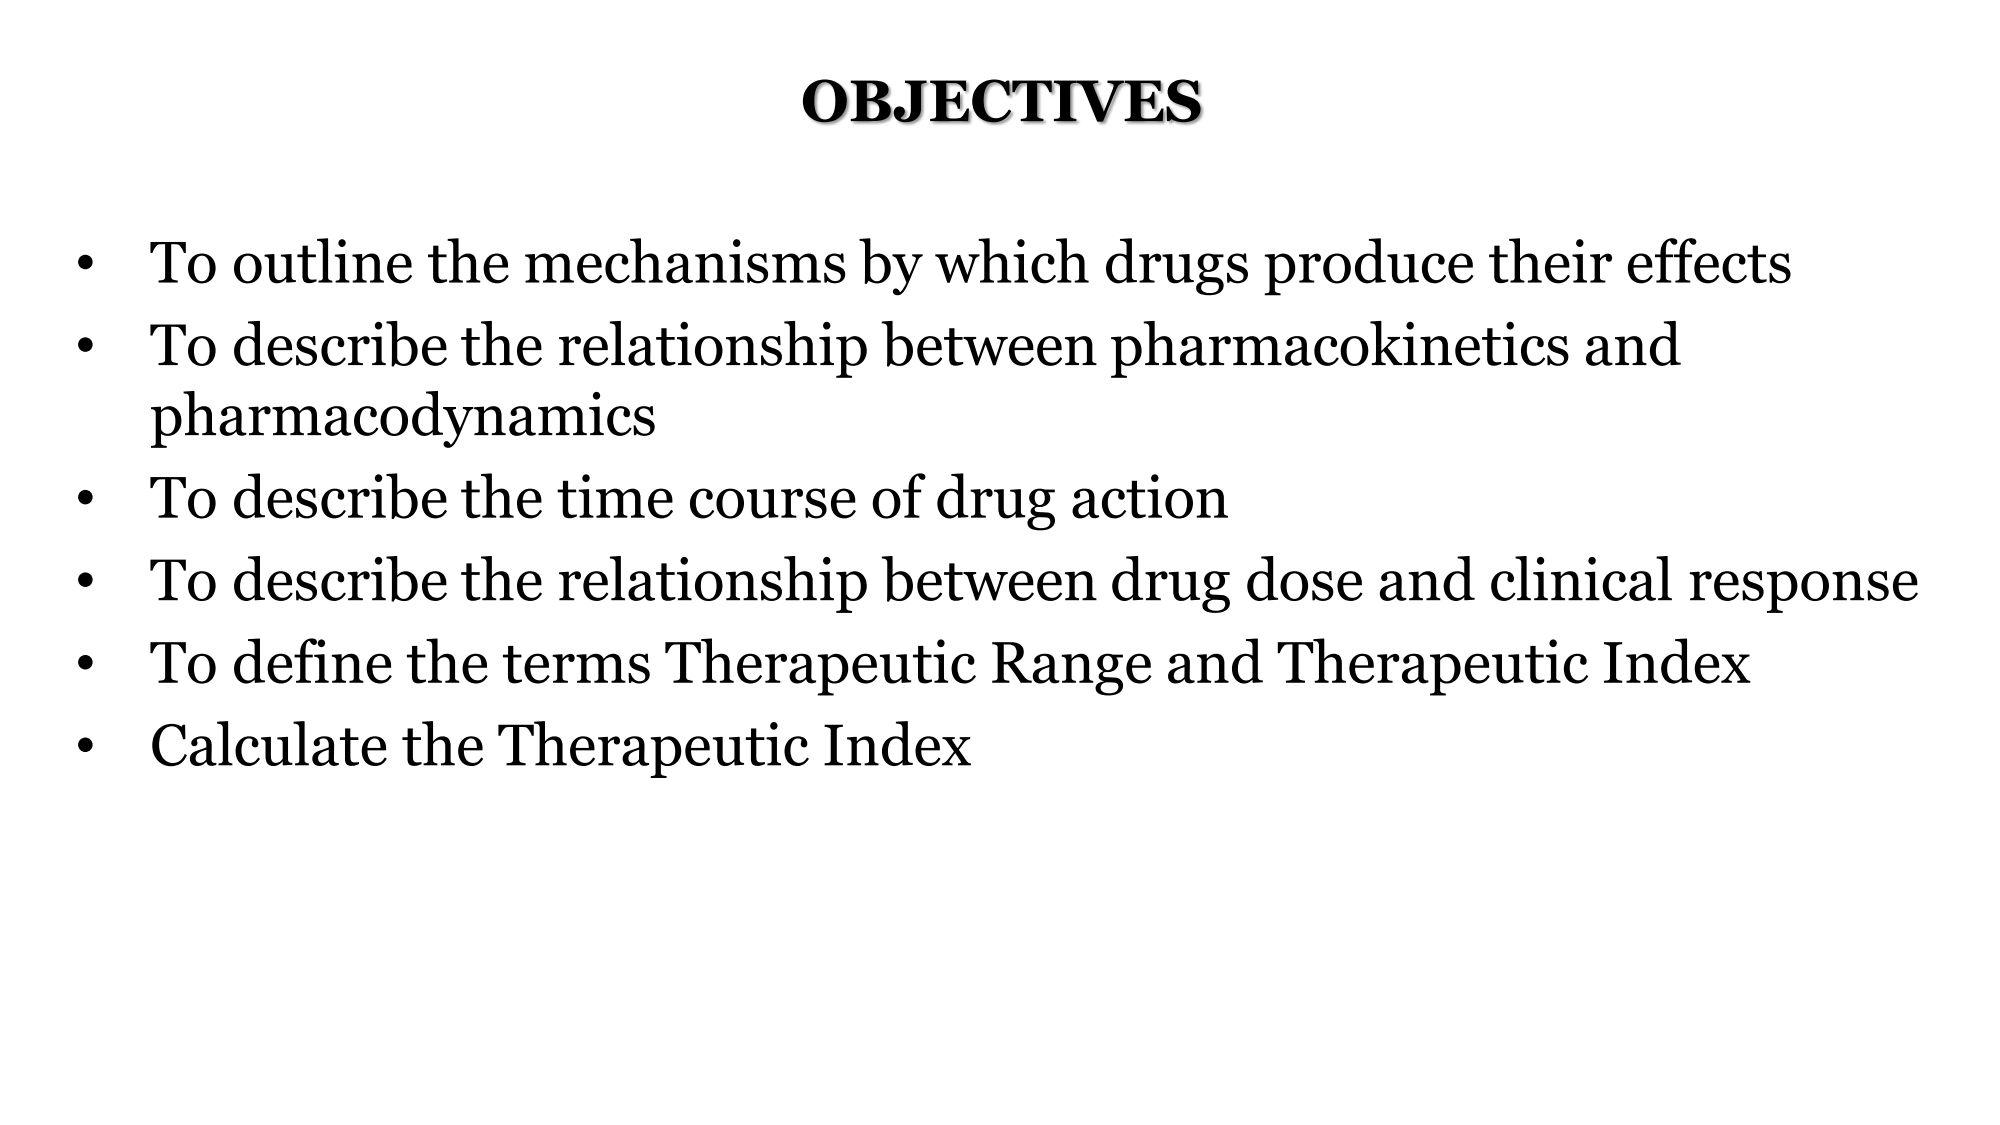 OBJECTIVES
• To outline the mechanisms by which drugs produce their effects
• To describe the relationship between pharmacokinetics and
pharmacodynamics
• To describe the time course of drug action
• To describe the relationship between drug dose and clinical response
• To define the terms Therapeutic Range and Therapeutic Index
• Calculate the Therapeutic Index